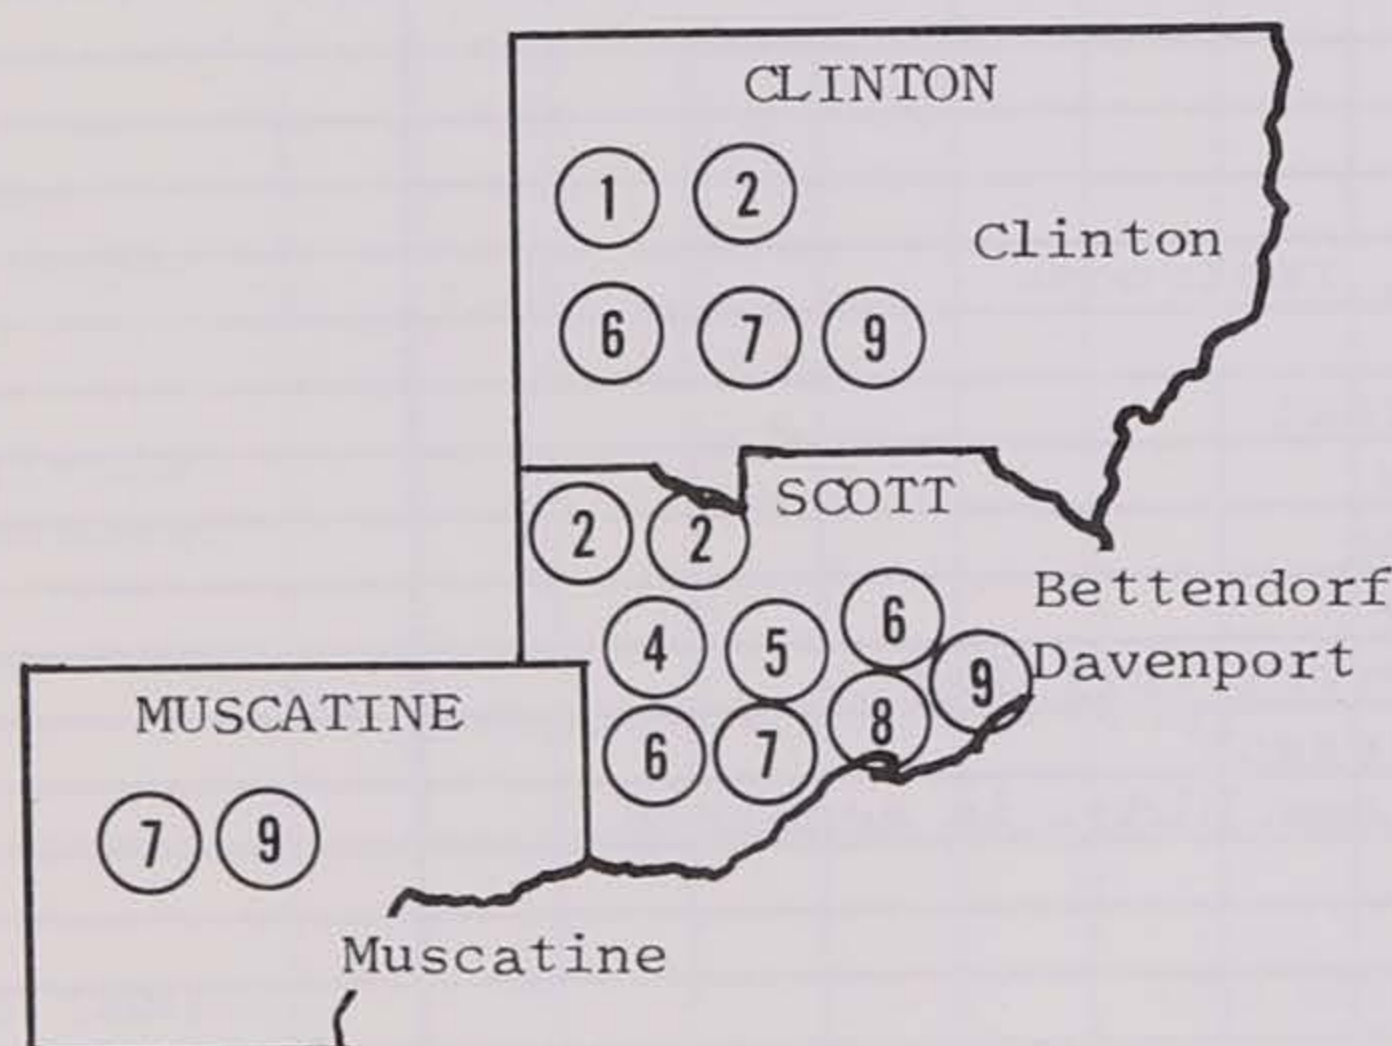 CLINTON
1 2
Clinton
6 7 9
SCOTT
2 2
Bettendorf
6
4 5
Davenport
9
MUSCATINE
8
6 7
7 9
Muscatine